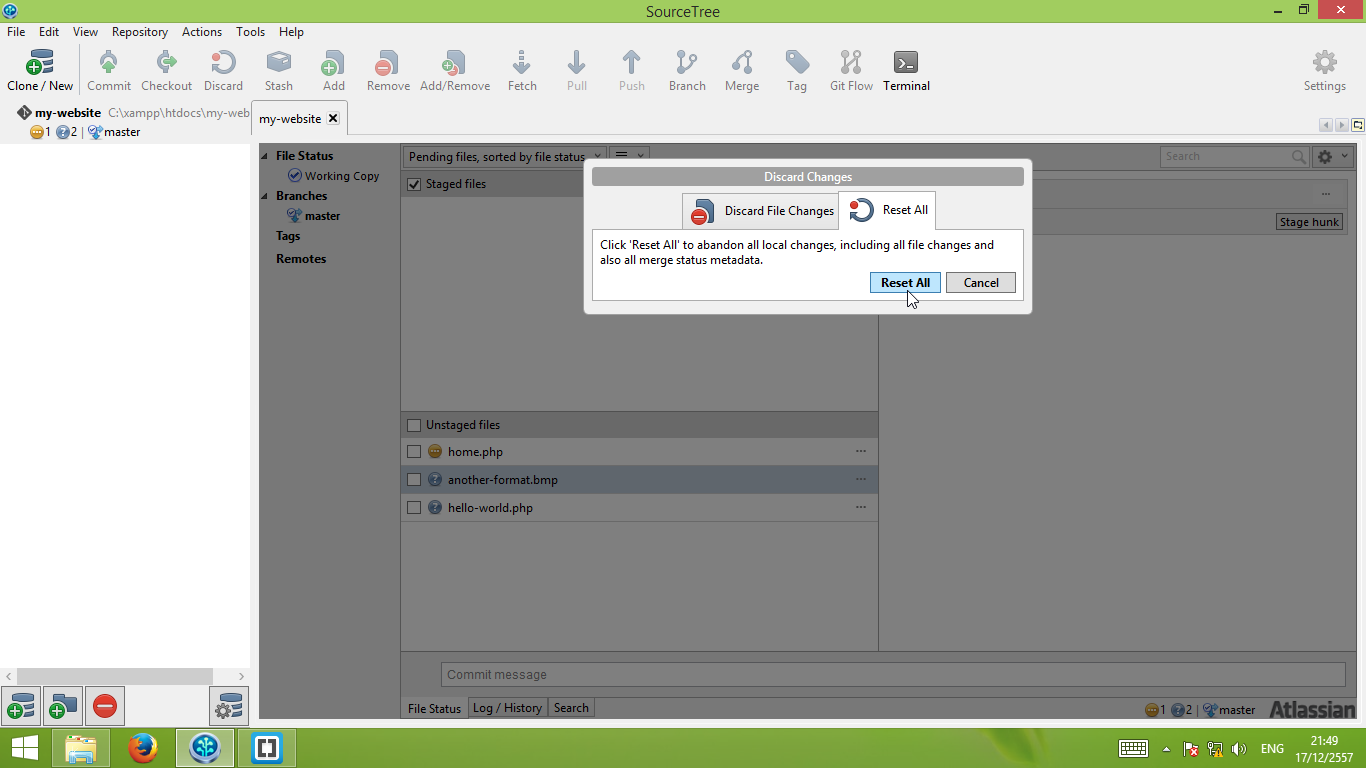 SourceTree
File Edit View Repository Actions Tools Help
Clone / New Commit Checkout Discard Stash Add Remove Add/Remove Fetch Pull Push Branch Merge Tag Git Flow Terminal Settings
my-website C:\xampp\htdocs\my-web
1 2 | master
my-website
File Status
Working Copy
Branches
master
Tags
Remotes
Pending files, sorted by file status
Search
Staged files
Stage hunk
Discard Changes
Discard File Changes Reset All
Click 'Reset All' to abandon all local changes, including all file changes and
also all merge status metadata.
Reset All Cancel
Unstaged files
home.php
another-format.bmp
hello-world.php
Commit message
File Status Log / History Search
1 2 | master Atlassian
ENG
21:49
17/12/2557